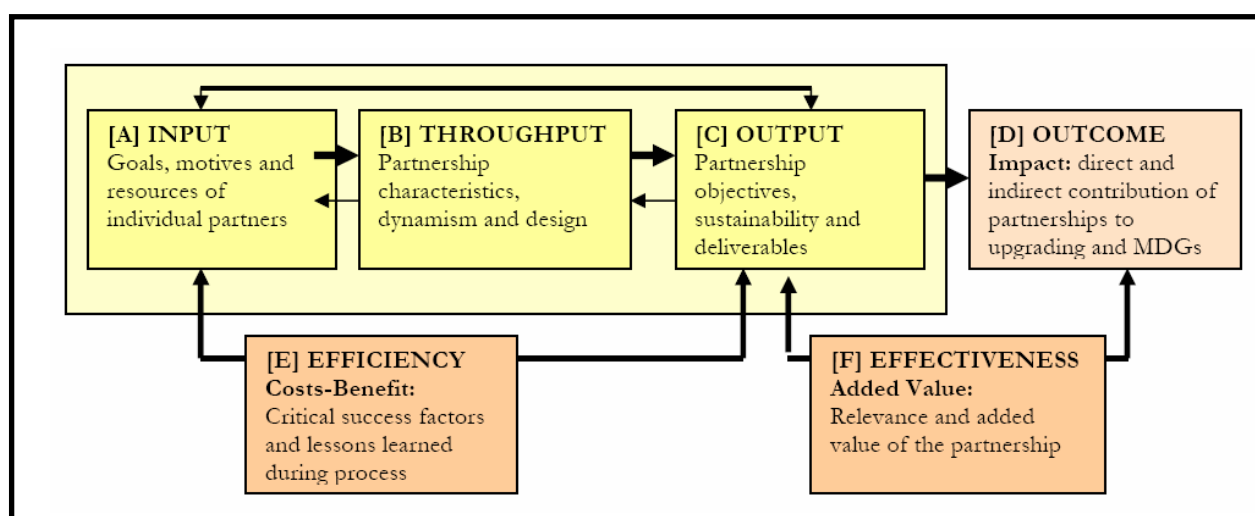 [A] INPUT
Goals, motives and
resources of
individual partners
[B] THROUGHPUT
Partnership
characteristics,
dynamism and design
[C] OUTPUT
Partnership
objectives,
sustainability and
deliverables
[D] OUTCOME
Impact: direct and
indirect contribution of
partnerships to
upgrading and MDGs
[E] EFFICIENCY
Costs-Benefit:
Critical success factors
and lessons learned
during process
[F] EFFECTIVENESS
Added Value:
Relevance and added
value of the partnership